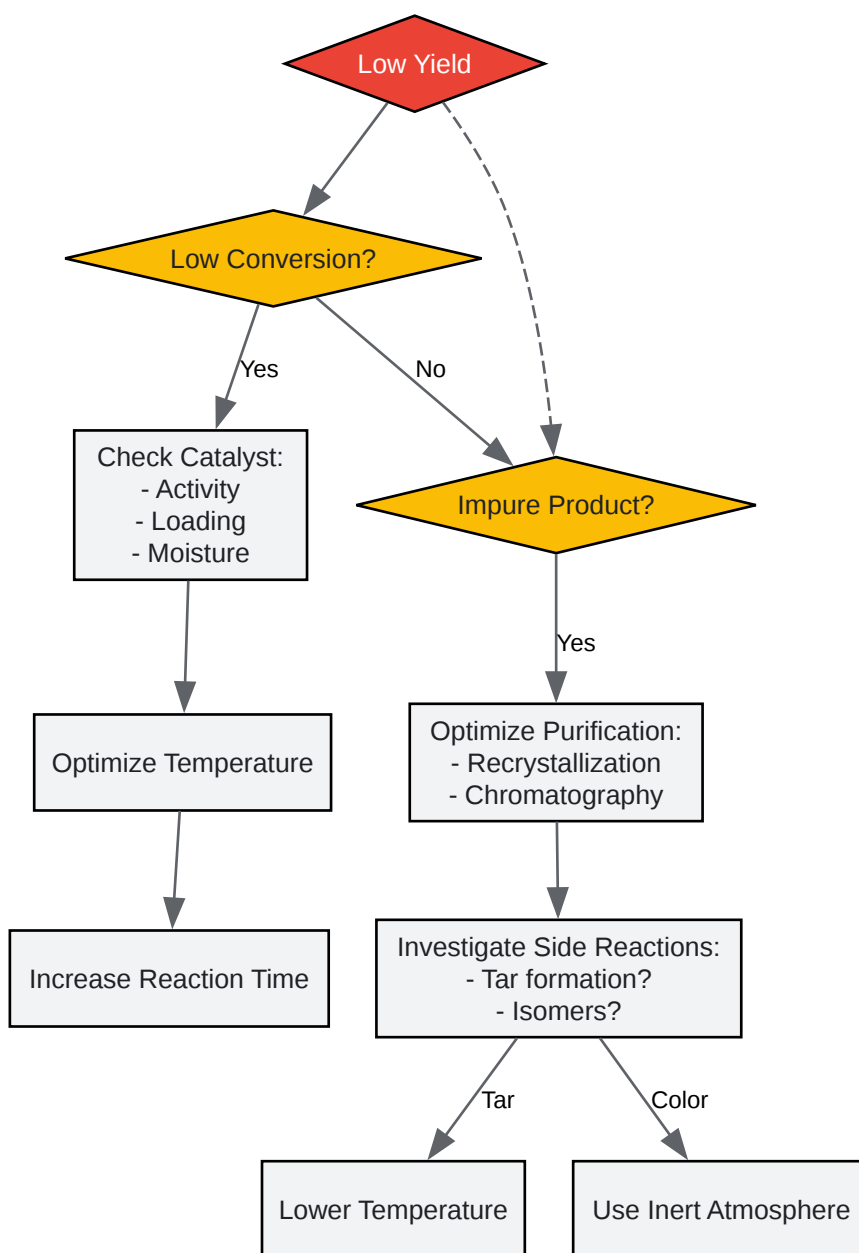 Low Yield
Low Conversion?
Yes
No
Check Catalyst:
- Activity
- Loading
- Moisture
Impure Product?
Yes
Optimize Temperature
Optimize Purification:
- Recrystallization
- Chromatography
Increase Reaction Time
Investigate Side Reactions:
- Tar formation?
- Isomers?
Tar
Color
Lower Temperature
Use Inert Atmosphere